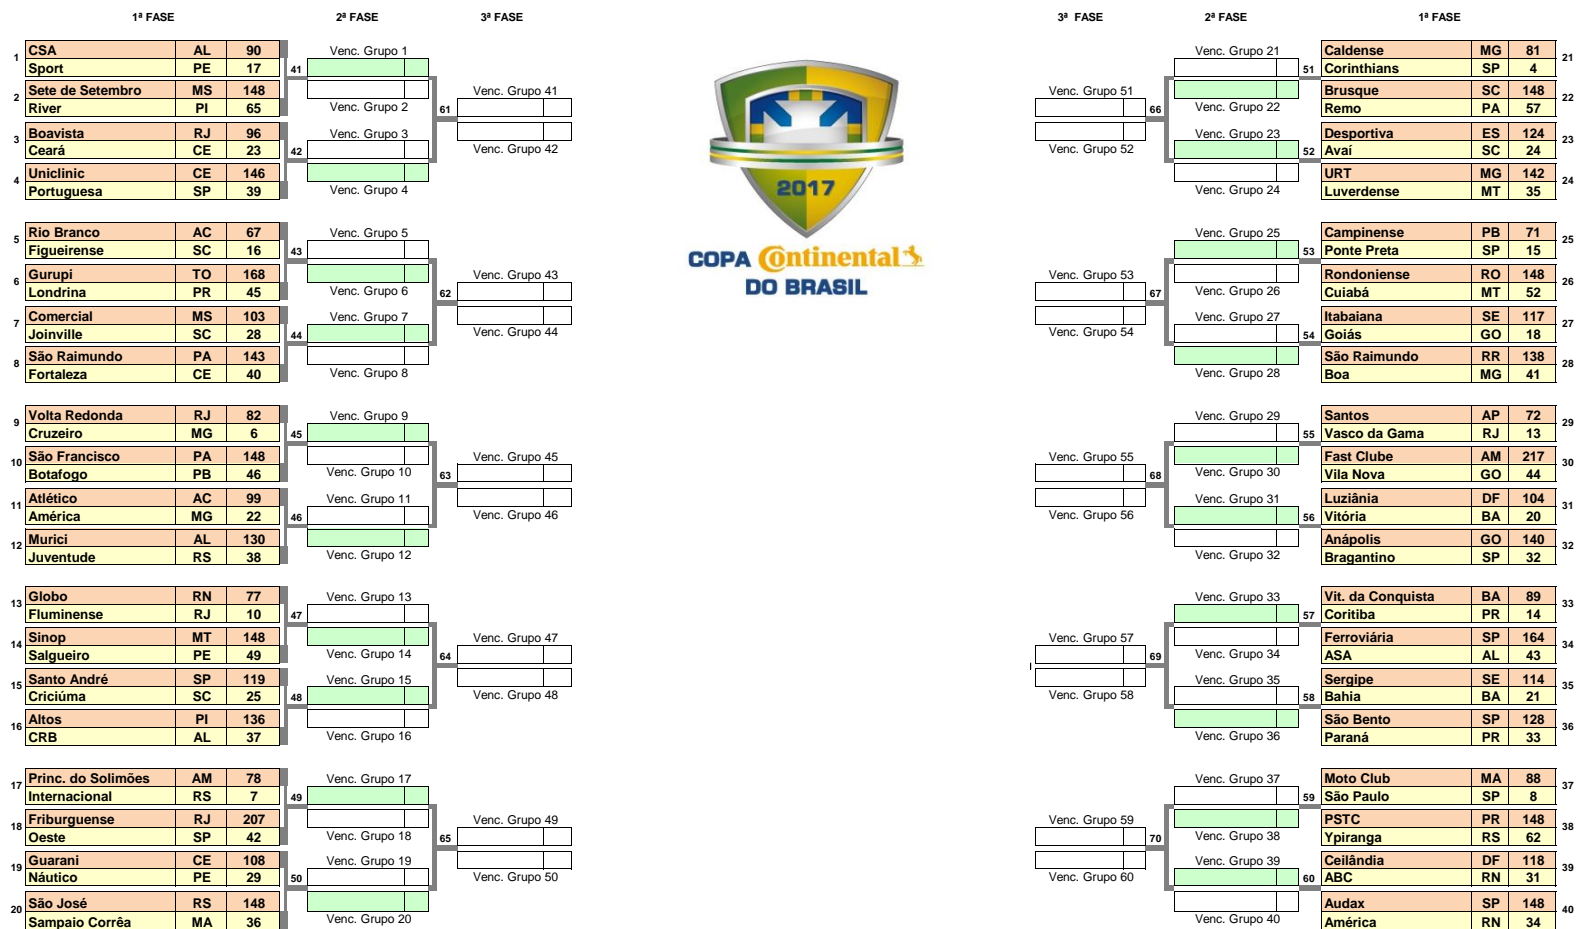 1ª FASE 2ª FASE 3ª FASE 3ª FASE 2ª FASE 1ª FASE
1 CSA AL 90
Sport PE 17
2 Sete de Setembro MS 148
River PI 65
3 Boavista RJ 96
Ceará CE 23
4 Uniclinic CE 146
Portuguesa SP 39
5 Rio Branco AC 67
Figueirense SC 16
6 Gurupi TO 168
Londrina PR 45
7 Comercial MS 103
Joinville SC 28
8 São Raimundo PA 143
Fortaleza CE 40
9 Volta Redonda RJ 82
Cruzeiro MG 6
10 São Francisco PA 148
Botafogo PB 46
11 Atlético AC 99
América MG 22
12 Murici AL 130
Juventude RS 38
13 Globo RN 77
Fluminense RJ 10
14 Sinop MT 148
Salgueiro PE 49
15 Santo André SP 119
Criciúma SC 25
16 Altos PI 136
CRB AL 37
17 Princ. do Solimões AM 78
Internacional RS 7
18 Friburguense RJ 207
Oeste SP 42
19 Guarani CE 108
Náutico PE 29
20 São José RS 148
Sampaio Corrêa MA 36
Venc. Grupo 1
41
Venc. Grupo 2
Venc. Grupo 3
42
Venc. Grupo 4
Venc. Grupo 5
43
Venc. Grupo 6
Venc. Grupo 7
44
Venc. Grupo 8
Venc. Grupo 9
45
Venc. Grupo 10
Venc. Grupo 11
46
Venc. Grupo 12
Venc. Grupo 13
47
Venc. Grupo 14
Venc. Grupo 15
48
Venc. Grupo 16
Venc. Grupo 17
49
Venc. Grupo 18
Venc. Grupo 19
50
Venc. Grupo 20
Venc. Grupo 41
61
Venc. Grupo 42
Venc. Grupo 43
62
Venc. Grupo 44
Venc. Grupo 45
63
Venc. Grupo 46
Venc. Grupo 47
64
Venc. Grupo 48
Venc. Grupo 49
65
Venc. Grupo 50
2017
COPA Continental
DO BRASIL
Venc. Grupo 51
66
Venc. Grupo 52
Venc. Grupo 53
67
Venc. Grupo 54
Venc. Grupo 55
68
Venc. Grupo 56
Venc. Grupo 57
69
Venc. Grupo 58
Venc. Grupo 59
70
Venc. Grupo 60
Venc. Grupo 21
51
Venc. Grupo 22
Venc. Grupo 23
52
Venc. Grupo 24
Venc. Grupo 25
53
Venc. Grupo 26
Venc. Grupo 27
54
Venc. Grupo 28
Venc. Grupo 29
55
Venc. Grupo 30
Venc. Grupo 31
56
Venc. Grupo 32
Venc. Grupo 33
57
Venc. Grupo 34
Venc. Grupo 35
58
Venc. Grupo 36
Venc. Grupo 37
59
Venc. Grupo 38
Venc. Grupo 39
60
Venc. Grupo 40
Caldense MG 81 21
Corinthians SP 4
Brusque SC 148 22
Remo PA 57
Desportiva ES 124 23
Avaí SC 24
URT MG 142 24
Luverdense MT 35
Campinense PB 71 25
Ponte Preta SP 15
Rondoniense RO 148 26
Cuiabá MT 52
Itabaiana SE 117 27
Goiás GO 18
São Raimundo RR 138 28
Boa MG 41
Santos AP 72 29
Vasco da Gama RJ 13
Fast Clube AM 217 30
Vila Nova GO 44
Luziânia DF 104 31
Vitória BA 20
Anápolis GO 140 32
Bragantino SP 32
Vit. da Conquista BA 89 33
Coritiba PR 14
Ferroviária SP 164 34
ASA AL 43
Sergipe SE 114 35
Bahia BA 21
São Bento SP 128 36
Paraná PR 33
Moto Club MA 88 37
São Paulo SP 8
PSTC PR 148 38
Ypiranga RS 62
Ceilândia DF 118 39
ABC RN 31
Audax SP 148 40
América RN 34